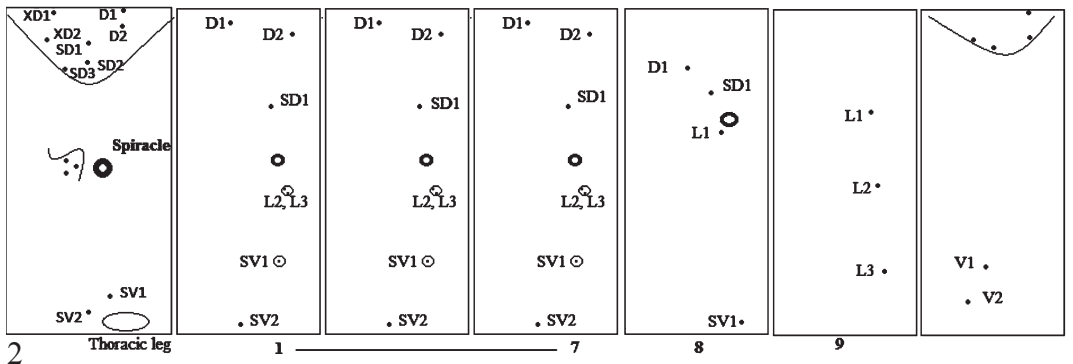 XD1 D1
XD2 D2
SD1
SD2
SD3
Spiracle
SV1
SV2
Thoracic leg
D1
D2
SD1
L2, L3
SV1
SV2
D1
D2
SD1
L2, L3
SV1
SV2
D1
D2
SD1
L2, L3
SV1
SV2
D1
SD1
L1
SV1
L1
L2
L3
V1
V2
2 1 7 8 9